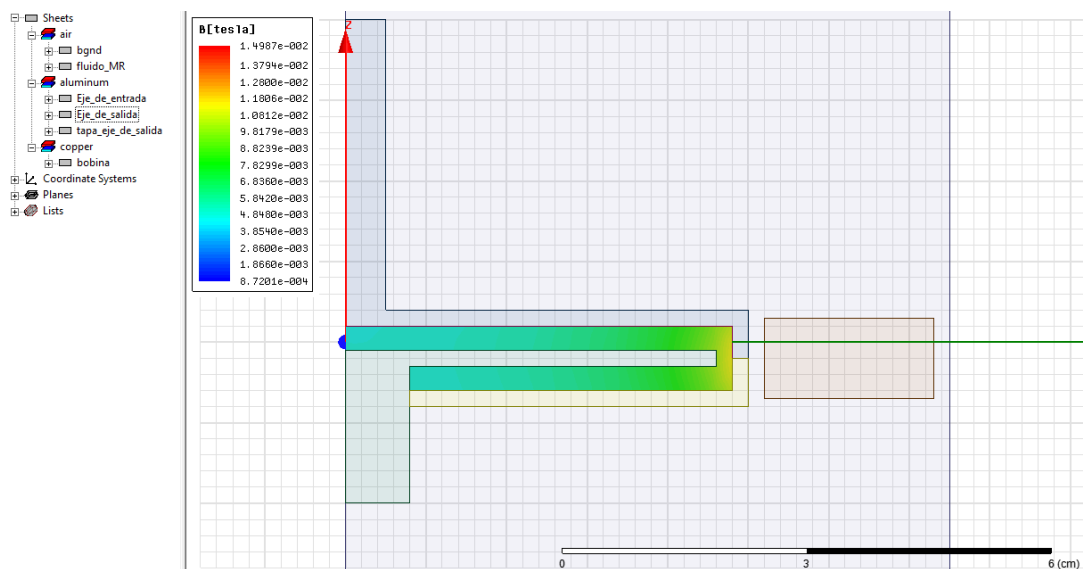 Sheets
air
bgnd
fluido_MR
aluminum
Eje_de_entrada
Eje_de_salida
tapa_eje_de_salida
copper
bobina
Coordinate Systems
Planes
Lists
B[tesla]
1.4987e-002
1.3794e-002
1.2800e-002
1.1806e-002
1.0812e-002
9.8179e-003
8.8239e-003
7.8299e-003
6.8360e-003
5.8420e-003
4.8480e-003
3.8540e-003
2.8600e-003
1.8660e-003
8.7201e-004
Z
0 3 6 (cm)